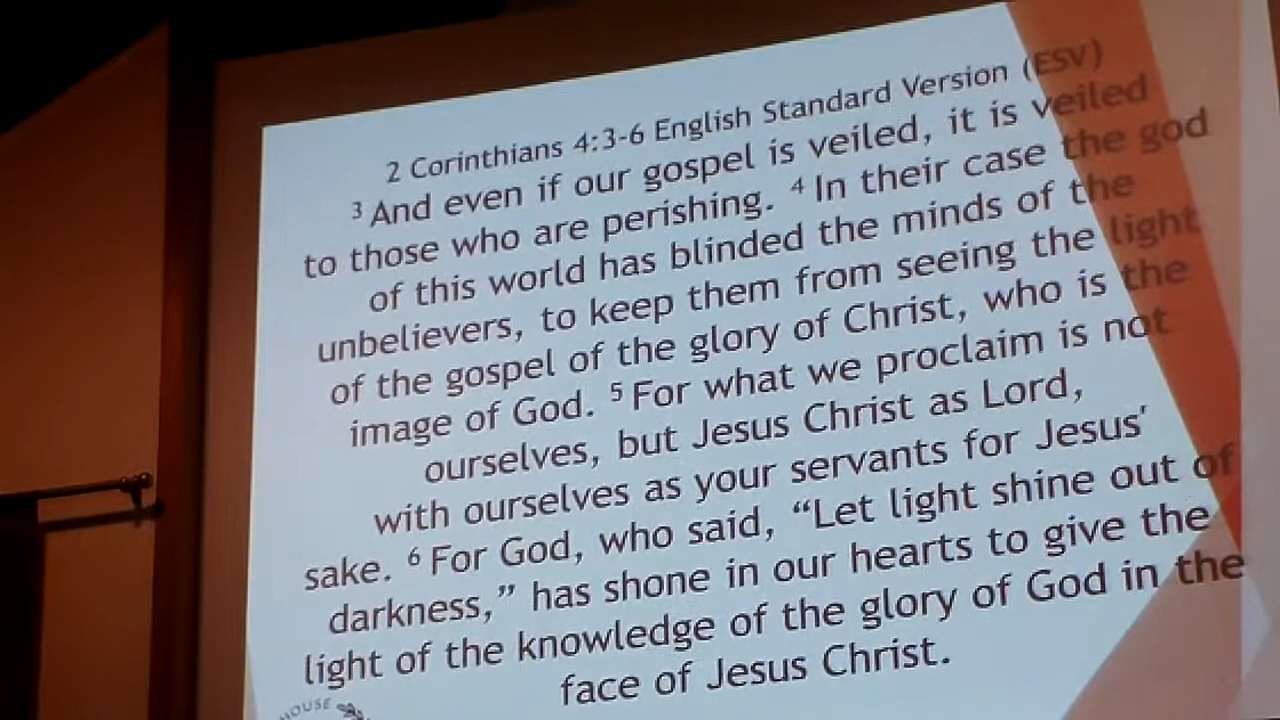 2 Corinthians 4:3-6 English Standard Version (ESV)
3 And even if our gospel is veiled, it is veiled
to those who are perishing. 4 In their case the god
of this world has blinded the minds of the
unbelievers, to keep them from seeing the light
of the gospel of the glory of Christ, who is the
image of God. 5 For what we proclaim is not
ourselves, but Jesus Christ as Lord,
with ourselves as your servants for Jesus'
sake. 6 For God, who said, “Let light shine out of
darkness,” has shone in our hearts to give the
light of the knowledge of the glory of God in the
face of Jesus Christ.
HOUSE